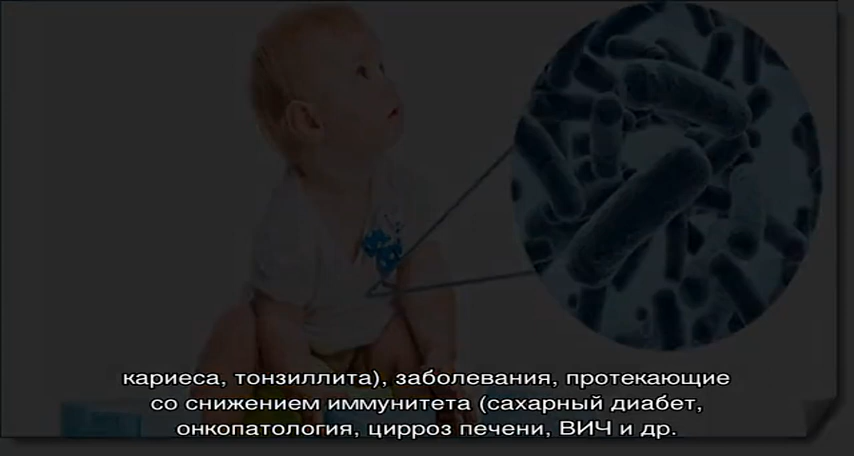 кариеса, тонзиллита), заболевания, протекающие
со снижением иммунитета (сахарный диабет,
онкопатология, цирроз печени, ВИЧ и др.